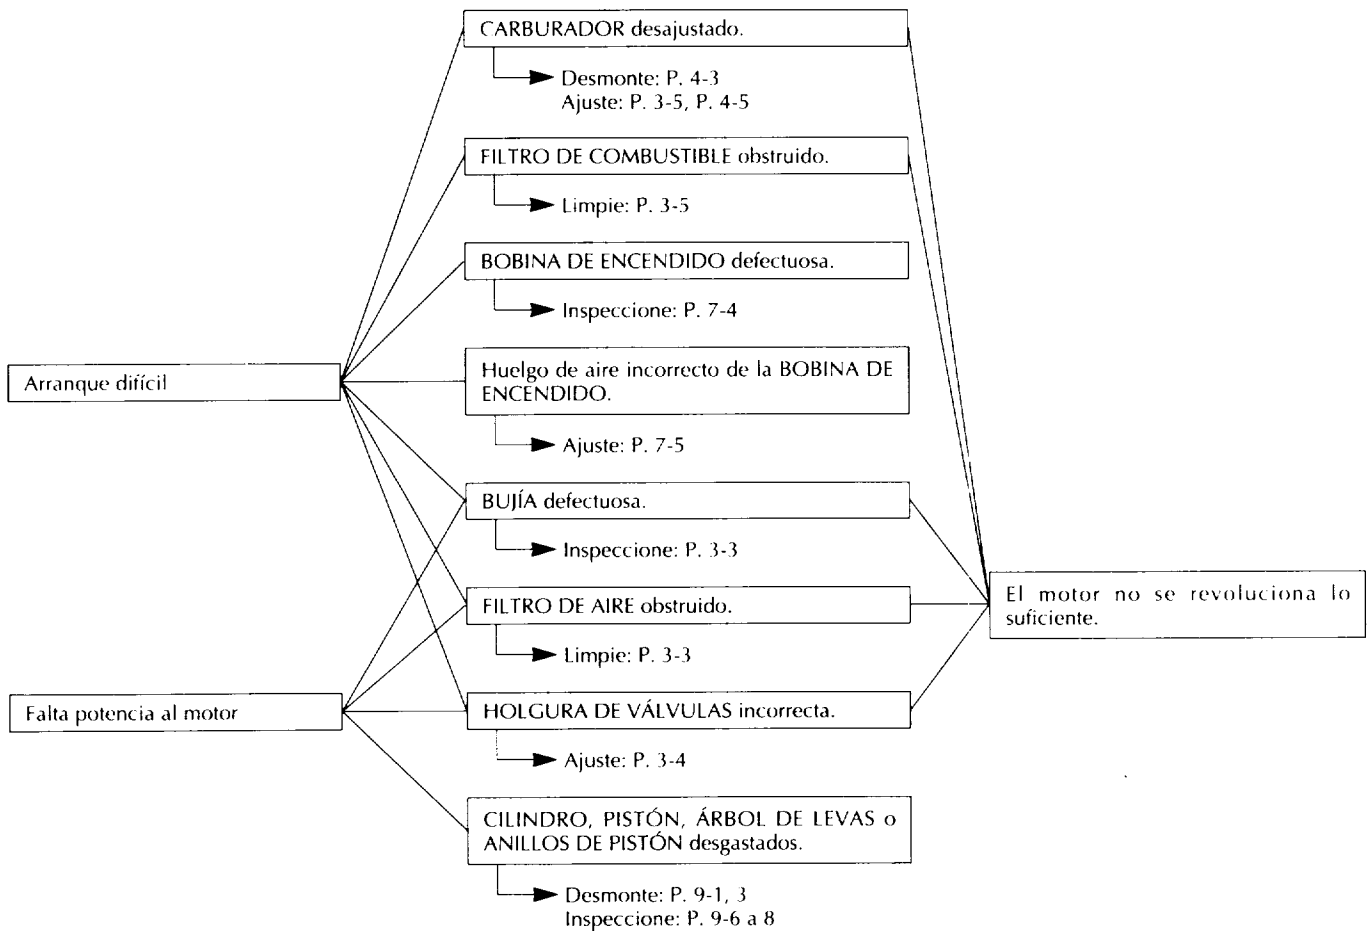 CARBURADOR desajustado.
Desmonte: P. 4-3
Ajuste: P. 3-5, P. 4-5
FILTRO DE COMBUSTIBLE obstruido.
Limpie: P. 3-5
BOBINA DE ENCENDIDO defectuosa.
Inspeccione: P. 7-4
Arranque difícil
Huelgo de aire incorrecto de la BOBINA DE
ENCENDIDO.
Ajuste: P. 7-5
BUJÍA defectuosa.
Inspeccione: P. 3-3
FILTRO DE AIRE obstruido.
Limpie: P. 3-3
El motor no se revoluciona lo
suficiente.
Falta potencia al motor
HOLGURA DE VÁLVULAS incorrecta.
Ajuste: P. 3-4
CILINDRO, PISTÓN, ÁRBOL DE LEVAS o
ANILLOS DE PISTÓN desgastados.
Desmonte: P. 9-1, 3
Inspeccione: P. 9-6 a 8